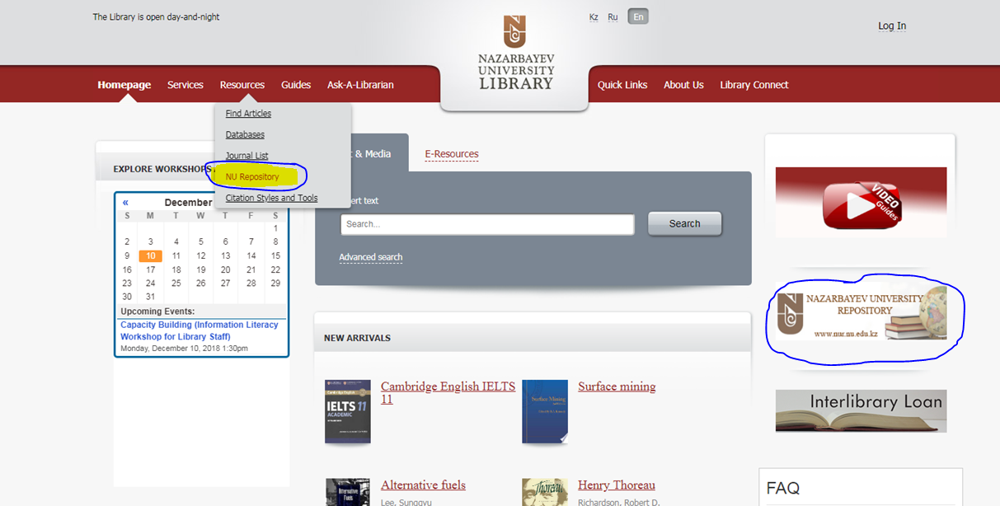 The Library is open day-and-night
Kz Ru En
Log In
NAZARBAYEV
UNIVERSITY
LIBRARY
Homepage Services Resources Guides Ask-A-Librarian
Quick Links About Us Library Connect
Find Articles
Databases
Journal List
NU Repository
Citation Styles and Tools
EXPLORE WORKSHOPS
« December
S M T W T F S
1
2 3 4 5 6 7 8
9 10 11 12 13 14 15
16 17 18 19 20 21 22
23 24 25 26 27 28 29
30 31
Upcoming Events:
Capacity Building (Information Literacy
Workshop for Library Staff)
Monday, December 10, 2018 1:30pm
& Media
E-Resources
ert text
Search...
Search
Advanced search
NEW ARRIVALS
IELTS 11
ACADEMIC
Cambridge English IELTS
11
Surface Mining
Surface mining
Alternative
Fuels
Alternative fuels
Lee, Sunggyu
Thoreau
Henry Thoreau
Richardson, Robert D.
VIDEO
Guides
NAZARBAYEV UNIVERSITY
REPOSITORY
www.nur.nu.edu.kz
Interlibrary Loan
FAQ